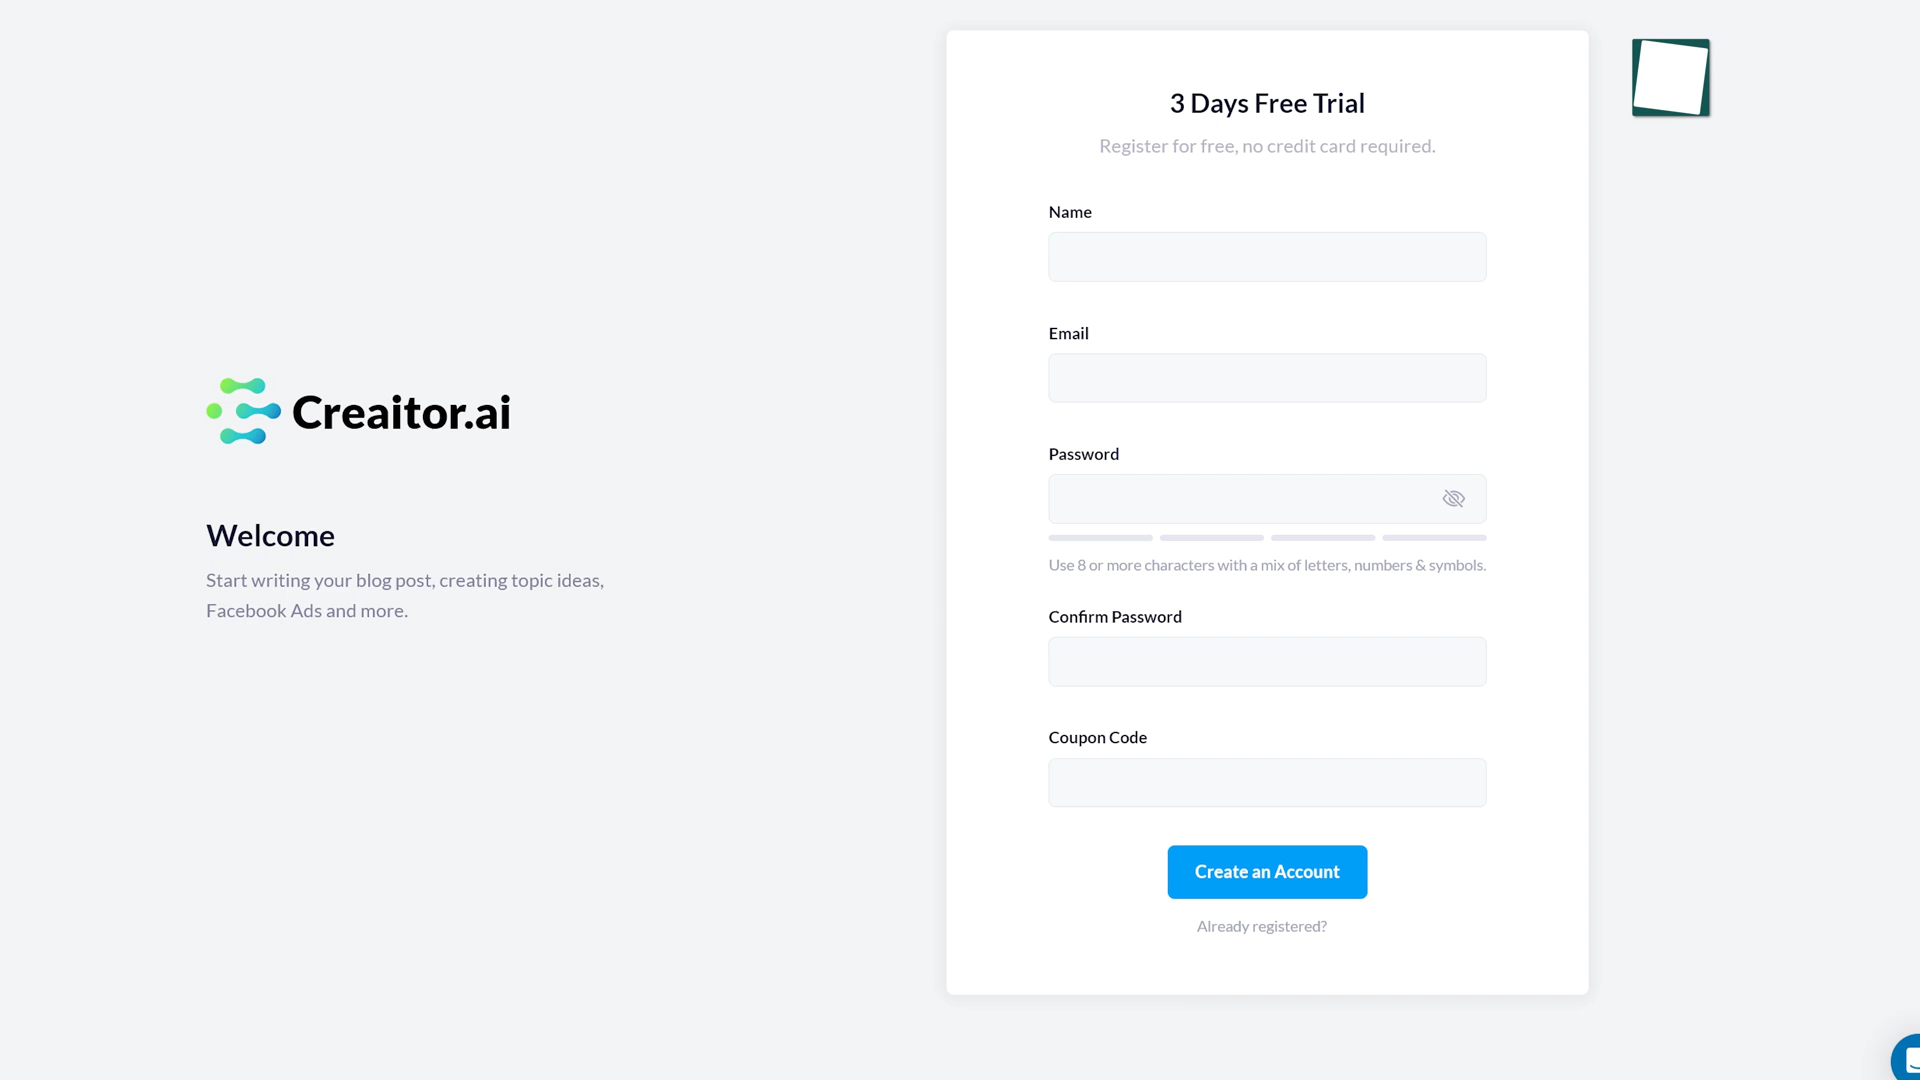 Creaitor.ai
Welcome
Start writing your blog post, creating topic ideas,
Facebook Ads and more.
3 Days Free Trial
Register for free, no credit card required.
Name
Email
Password
Use 8 or more characters with a mix of letters, numbers & symbols.
Confirm Password
Coupon Code
Create an Account
Already registered?